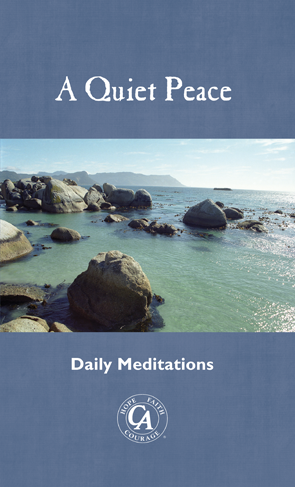 A Quiet Peace
Daily Meditations
HOPE FAITH
CA
COURAGE